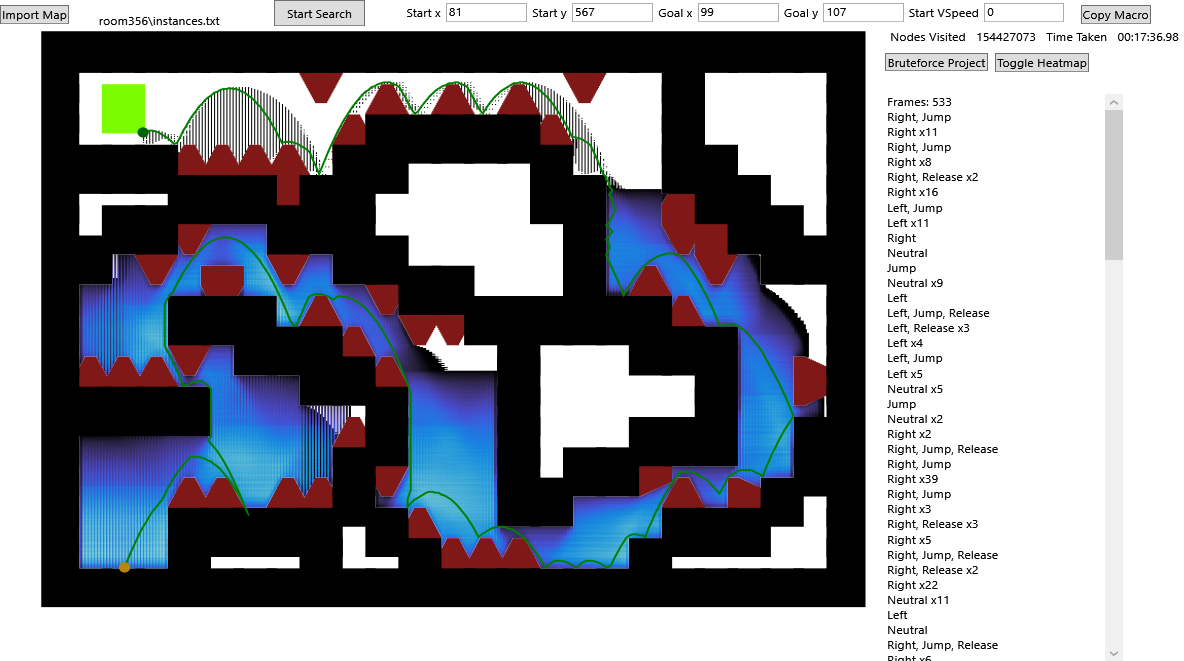 Import Map
room356\instances.txt
Start Search
Start x 81 Start y 567 Goal x 99 Goal y 107 Start VSpeed 0
Copy Macro
Nodes Visited 154427073 Time Taken 00:17:36.98
Bruteforce Project Toggle Heatmap
Frames: 533
Right, Jump
Right x11
Right, Jump
Right x8
Right, Release x2
Right x16
Left, Jump
Left x11
Right
Neutral
Jump
Neutral x9
Left
Left, Jump, Release
Left, Release x3
Left x4
Left, Jump
Left x5
Neutral x5
Jump
Neutral x2
Right x2
Right, Jump, Release
Right, Jump
Right x39
Right, Jump
Right x3
Right, Release x3
Right x5
Right, Jump, Release
Right, Release x2
Right x22
Neutral x11
Left
Neutral
Right, Jump, Release
Right x6